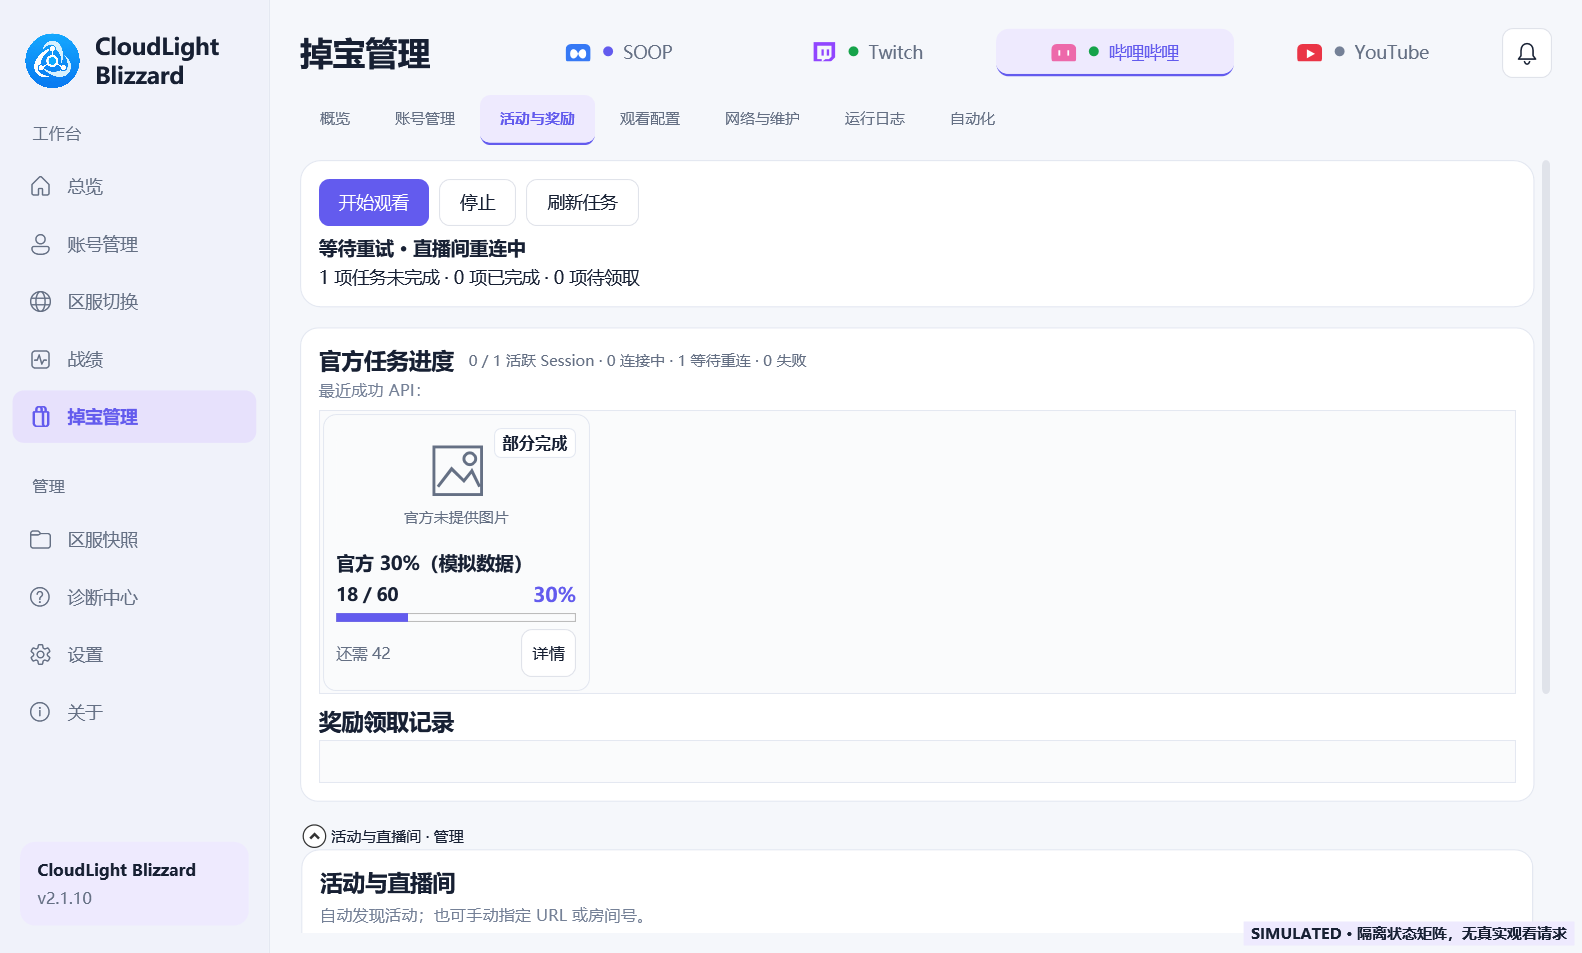 CloudLight
Blizzard
工作台
总览
账号管理
区服切换
战绩
掉宝管理
管理
区服快照
诊断中心
设置
关于
CloudLight Blizzard
v2.1.10
掉宝管理
SOOP
Twitch
哔哩哔哩
YouTube
概览
账号管理
活动与奖励
观看配置
网络与维护
运行日志
自动化
开始观看
停止
刷新任务
等待重试・直播间重连中
1 项任务未完成 · 0 项已完成 · 0 项待领取
官方任务进度 0 / 1 活跃 Session · 0 连接中 · 1 等待重连 · 0 失败
最近成功 API：
部分完成
官方未提供图片
官方 30%（模拟数据）
18 / 60 30%
还需 42
详情
奖励领取记录
活动与直播间 · 管理
活动与直播间
自动发现活动；也可手动指定 URL 或房间号。
SIMULATED・隔离状态矩阵，无真实观看请求